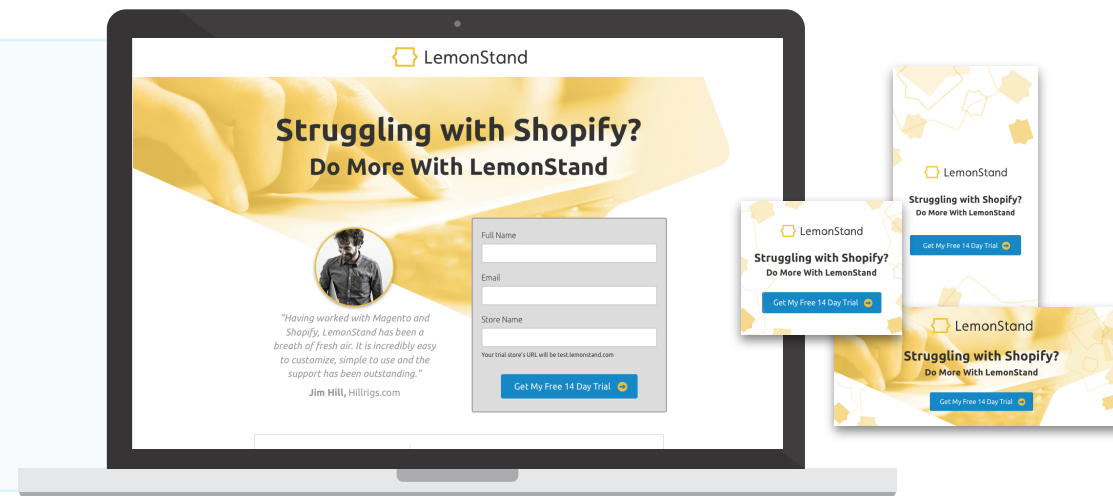 LemonStand
Struggling with Shopify?
Do More With LemonStand
"Having worked with Magento and
Shopify, LemonStand has been a
breath of fresh air. It is incredibly easy
to customize, simple to use and the
support has been outstanding."
Jim Hill, Hillrigs.com
Full Name
Email
Store Name
Your trial store's URL will be test.lemonstand.com
Get My Free 14 Day Trial
LemonStand
Struggling with Shopify?
Do More With LemonStand
Get My Free 14 Day Trial
LemonStand
Struggling with Shopify?
Do More With LemonStand
Get My Free 14 Day Trial
LemonStand
Struggling with Shopify?
Do More With LemonStand
Get My Free 14 Day Trial